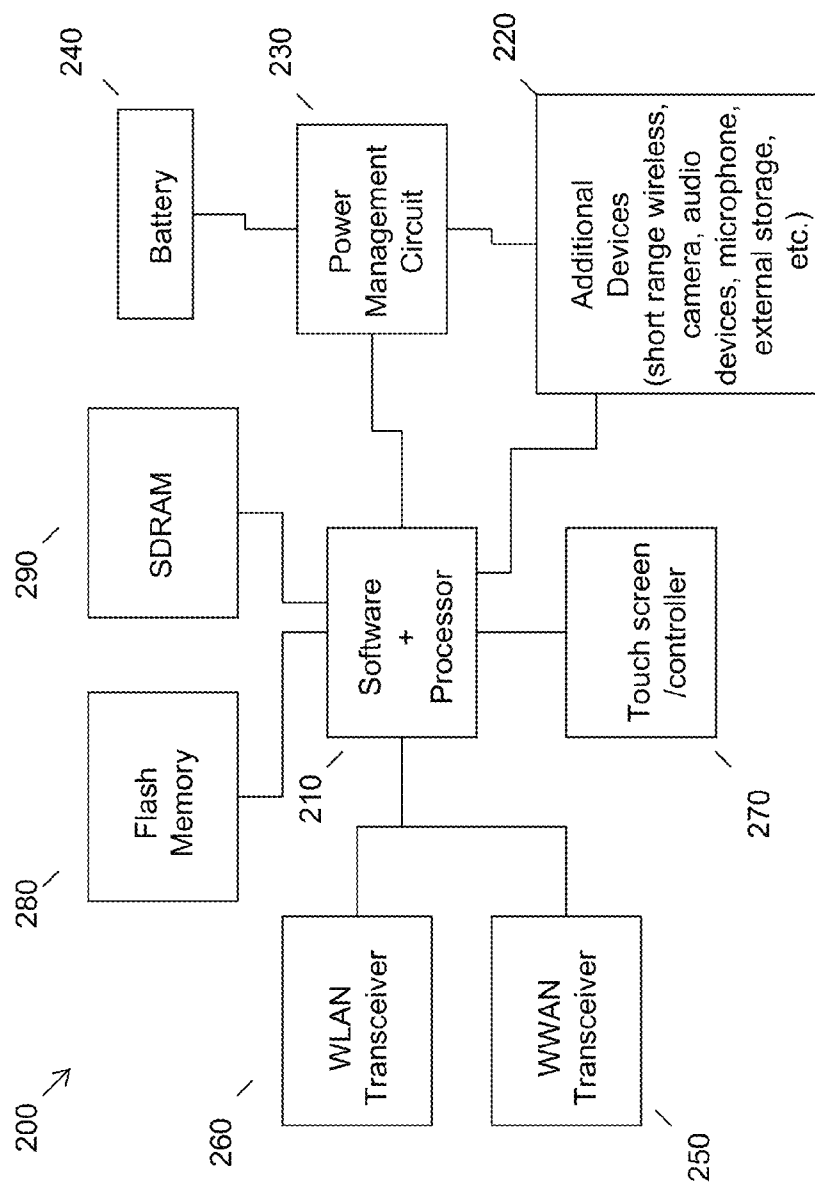 200
280
Flash
Memory
290
SDRAM
240
Battery
260
WLAN
Transceiver
210
Software
+
Processor
230
Power
Management
Circuit
WWAN
Transceiver
250
Touch screen
/controller
270
220
Additional
Devices
(short range wireless,
camera, audio
devices, microphone,
external storage,
etc.)